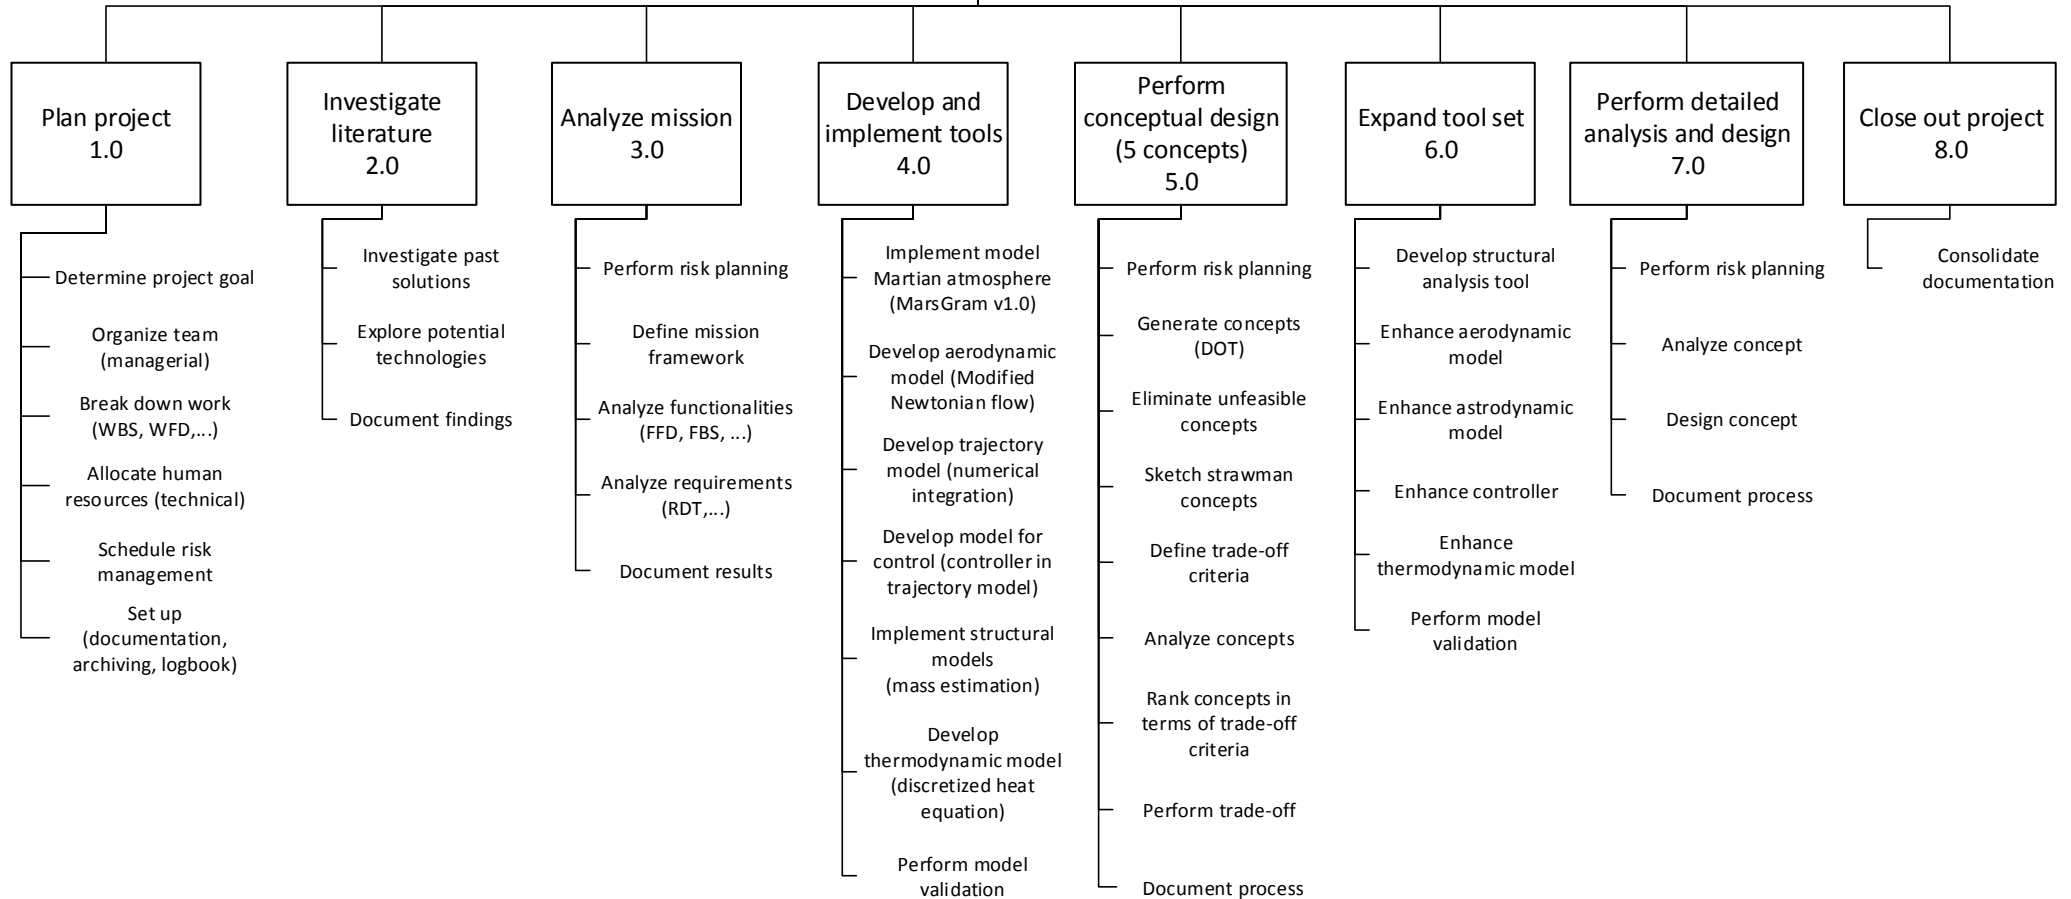 Plan project
1.0
Determine project goal
Organize team
(managerial)
Break down work
(WBS, WFD,...)
Allocate human
resources (technical)
Schedule risk
management
Set up
(documentation,
archiving, logbook)
Investigate
literature
2.0
Investigate past
solutions
Explore potential
technologies
Document findings
Analyze mission
3.0
Perform risk planning
Define mission
framework
Analyze functionalities
(FFD, FBS, ...)
Analyze requirements
(RDT,...)
Document results
Develop and
implement tools
4.0
Implement model
Martian atmosphere
(MarsGram v1.0)
Develop aerodynamic
model (Modified
Newtonian flow)
Develop trajectory
model (numerical
integration)
Develop model for
control (controller in
trajectory model)
Implement structural
models
(mass estimation)
Develop
thermodynamic model
(discretized heat
equation)
Perform model
validation
Perform
conceptual design
(5 concepts)
5.0
Perform risk planning
Generate concepts
(DOT)
Eliminate unfeasible
concepts
Sketch strawman
concepts
Define trade-off
criteria
Analyze concepts
Rank concepts in
terms of trade-off
criteria
Perform trade-off
Document process
Expand tool set
6.0
Develop structural
analysis tool
Enhance aerodynamic
model
Enhance astrodynamic
model
Enhance controller
Enhance
thermodynamic model
Perform model
validation
Perform detailed
analysis and design
7.0
Perform risk planning
Analyze concept
Design concept
Document process
Close out project
8.0
Consolidate
documentation